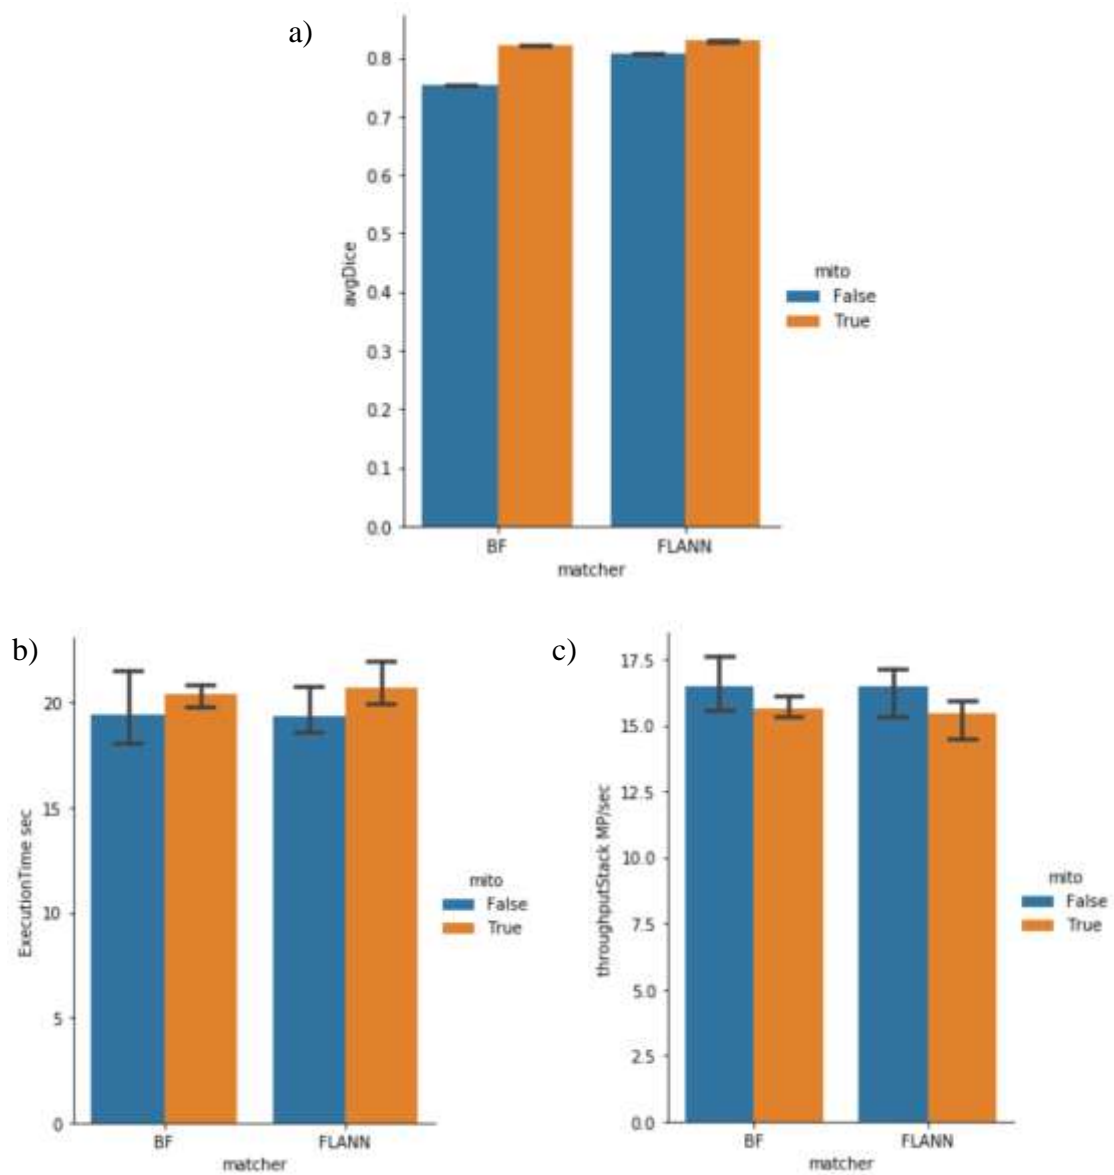 a)
avgDice
0.8
0.7
0.6
0.5
0.4
0.3
0.2
0.1
0.0
BF
FLANN
matcher
mito
False
True
b)
ExecutionTime sec
20
15
10
5
0
BF
FLANN
matcher
mito
False
True
c)
throughputStack MP/sec
17.5
15.0
12.5
10.0
7.5
5.0
2.5
0.0
BF
FLANN
matcher
mito
False
True